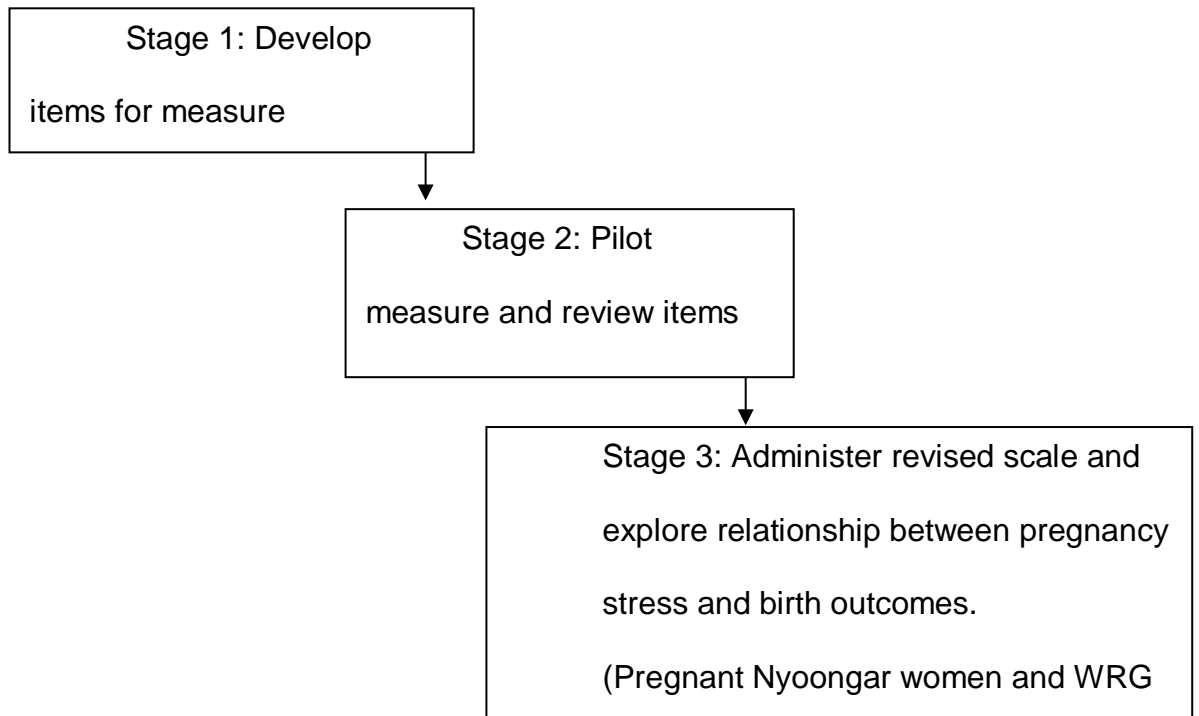 Stage 1: Develop
items for measure
Stage 2: Pilot
measure and review items
Stage 3: Administer revised scale and
explore relationship between pregnancy
stress and birth outcomes.
(Pregnant Nyoongar women and WRG